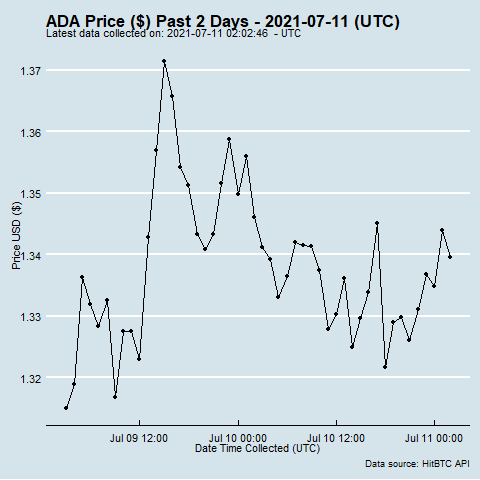 ADA Price ($) Past 2 Days - 2021-07-11 (UTC)
Latest data collected on: 2021-07-11 02:02:46 - UTC
1.37
1.36
1.35
1.34
1.33
1.32
Price USD ($)
Jul 09 12:00 Jul 10 00:00 Jul 10 12:00 Jul 11 00:00
Date Time Collected (UTC)
Data source: HitBTC API